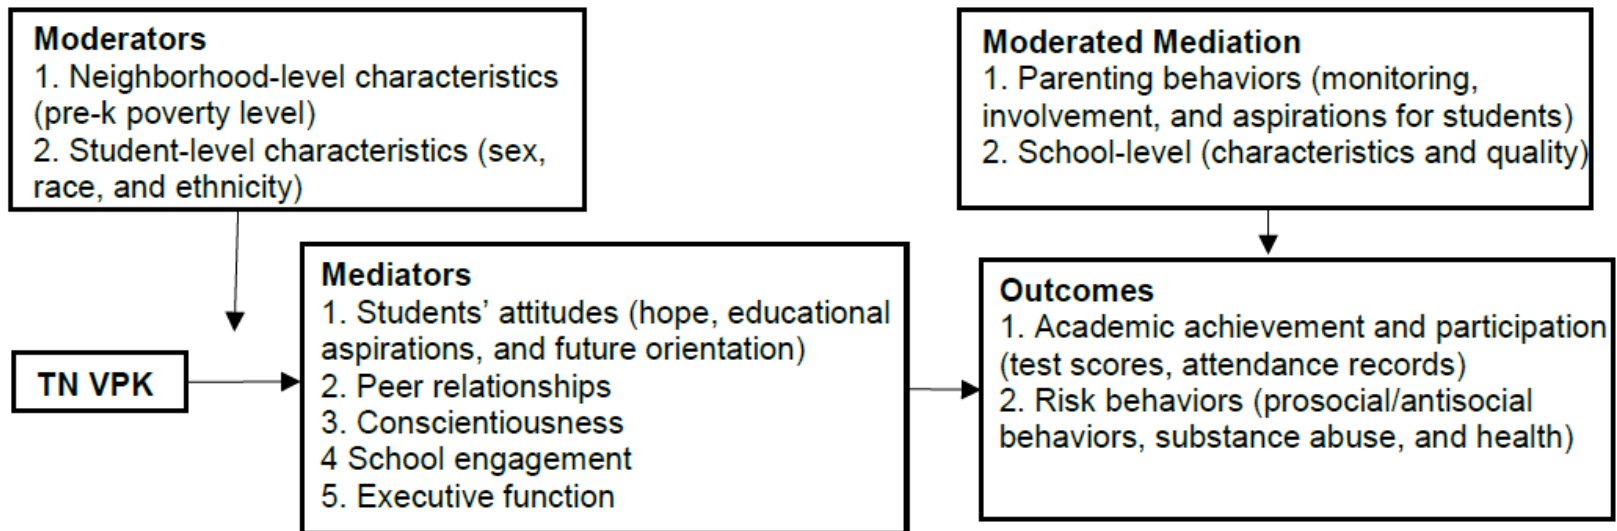 Moderators
1. Neighborhood-level characteristics
(pre-k poverty level)
2. Student-level characteristics (sex,
race, and ethnicity)
Moderated Mediation
1. Parenting behaviors (monitoring,
involvement, and aspirations for students)
2. School-level (characteristics and quality)
TN VPK
Mediators
1. Students’ attitudes (hope, educational
aspirations, and future orientation)
2. Peer relationships
3. Conscientiousness
4 School engagement
5. Executive function
Outcomes
1. Academic achievement and participation
(test scores, attendance records)
2. Risk behaviors (prosocial/antisocial
behaviors, substance abuse, and health)